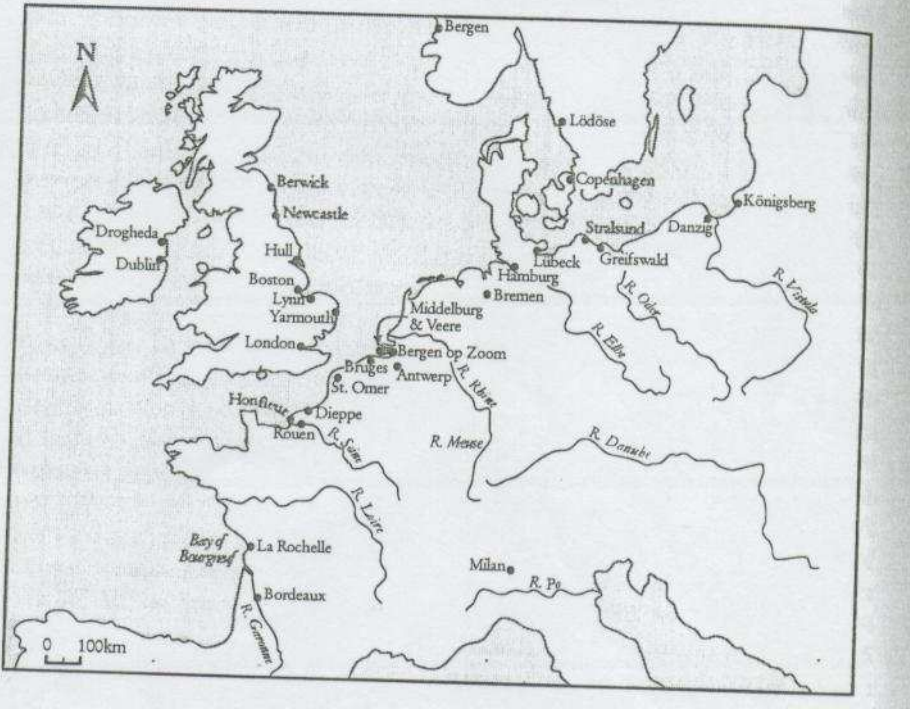 Bergen
N
Lödöse
Berwick
Copenhagen
Newcastle
Königsberg
Drogheda
Stralsund
Danzig
Dublin
Hull
Lübeck
Greifswald
Hamburg
Boston
Bremen
R. Vistula
Lynn
Yarmouth
Middelburg
& Veere
R. Oder
R. Elbe
London
Bergen op Zoom
Bruges
Antwerp
R. Rhine
St. Omer
Honfleur
Dieppe
Rouen
R. Seine
R. Meuse
R. Danube
R. Loire
Bay of
Bourgneuf
La Rochelle
Milan
R. Po
Bordeaux
R. Garonne
0 100km